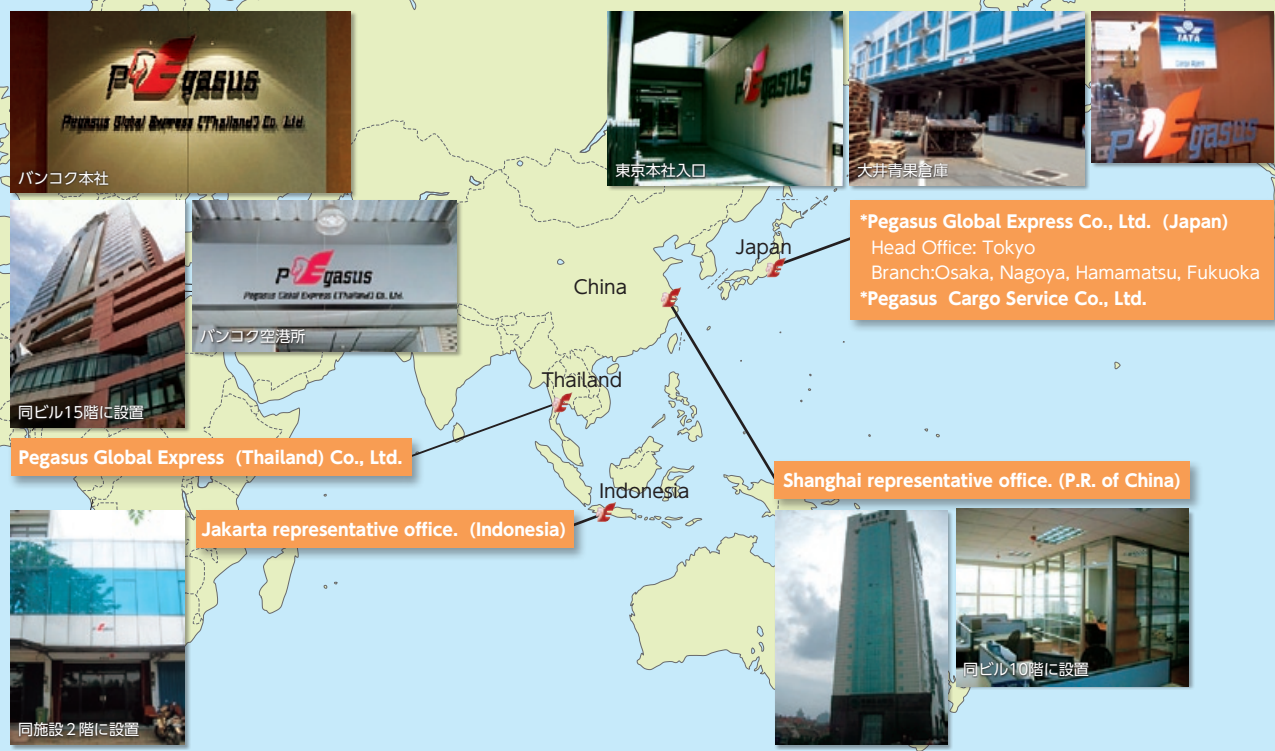 Pegasus
Pegasus Global Express (Thailand) Co., Ltd.
バンコク本社
Pegasus
東京本社入口
大井青果倉庫
IATA
Cargo Agent
Pegasus
同ビル15階に設置
Pegasus
Pegasus Global Express (Thailand) Co., Ltd.
バンコク空港所
*Pegasus Global Express Co., Ltd. (Japan)
Head Office: Tokyo
Branch:Osaka, Nagoya, Hamamatsu, Fukuoka
*Pegasus Cargo Service Co., Ltd.
Japan
China
Thailand
Indonesia
Pegasus Global Express (Thailand) Co., Ltd.
Shanghai representative office. (P.R. of China)
Jakarta representative office. (Indonesia)
Pegasus
同施設２階に設置
同ビル10階に設置